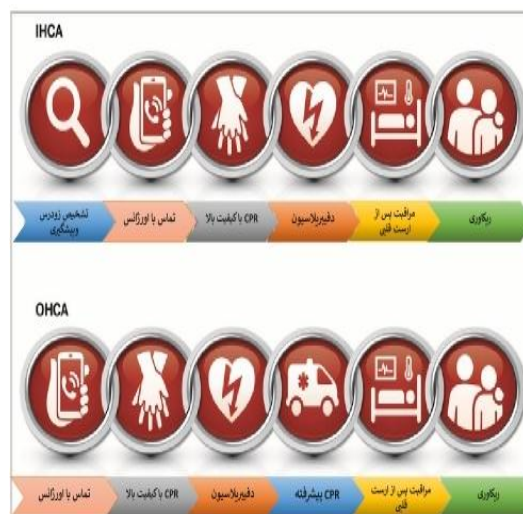 IHCA
تشخیص زودرس
وپیشگیری
تماس با اورژانس
CPR با کیفیت بالا
دفیبریلاسیون
مراقبت پس از
ارست قلبی
ریکاوری
OHCA
تماس با اورژانس
CPR با کیفیت بالا
دفیبریلاسیون
CPR پیشرفته
مراقبت پس از ارست
قلبی
ریکاوری